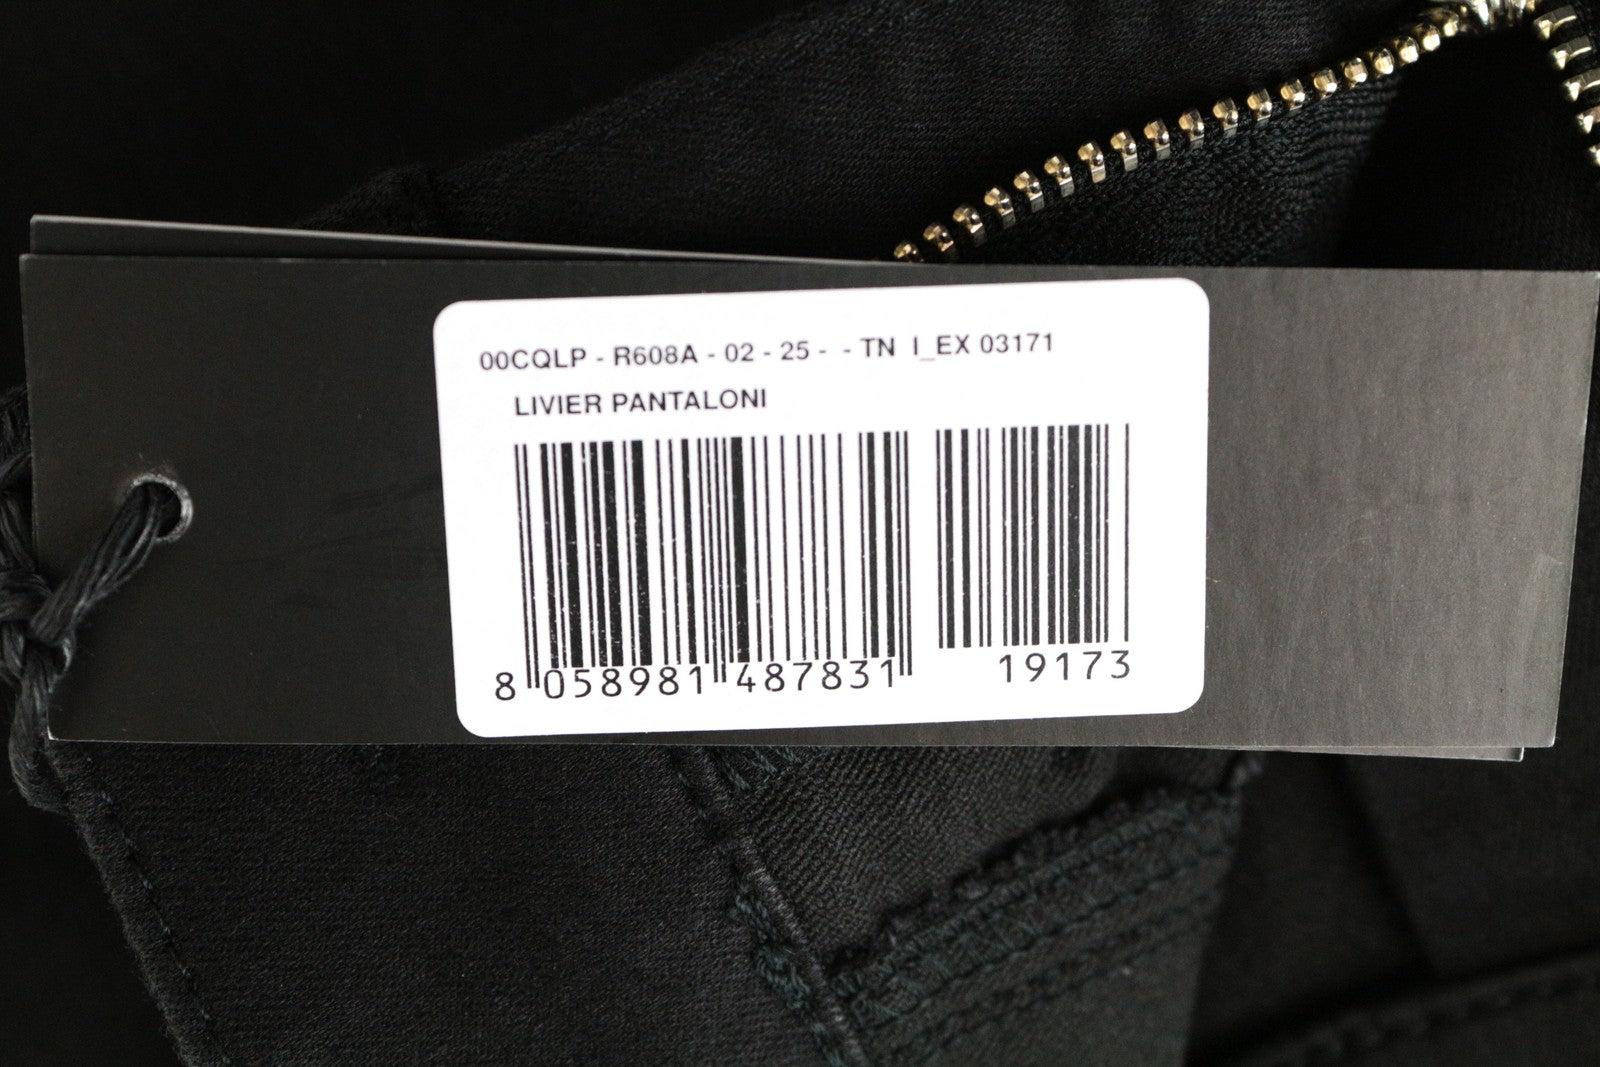 00CQLP - R608A - 02 - 25 -  - TN  I_EX 03171
LIVIER PANTALONI
8 058981 487831 19173